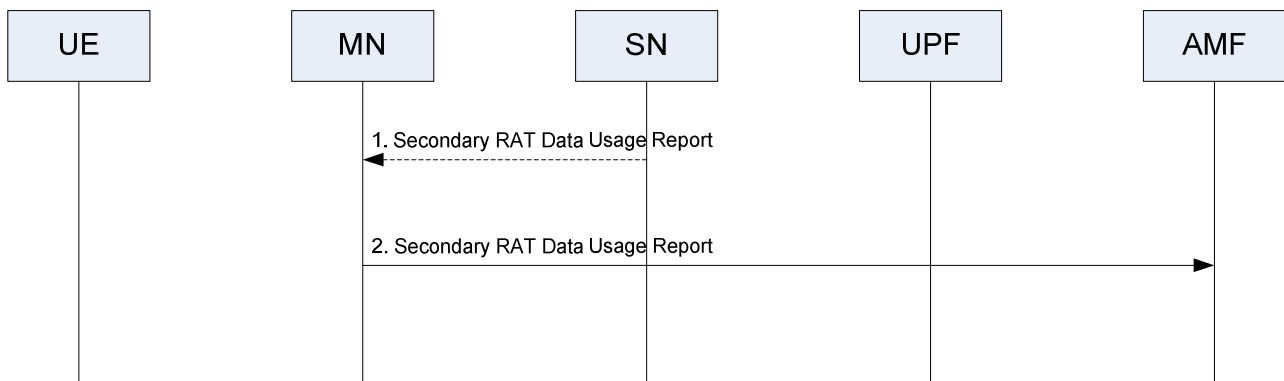 UE
MN
SN
UPF
AMF
1. Secondary RAT Data Usage Report
2. Secondary RAT Data Usage Report